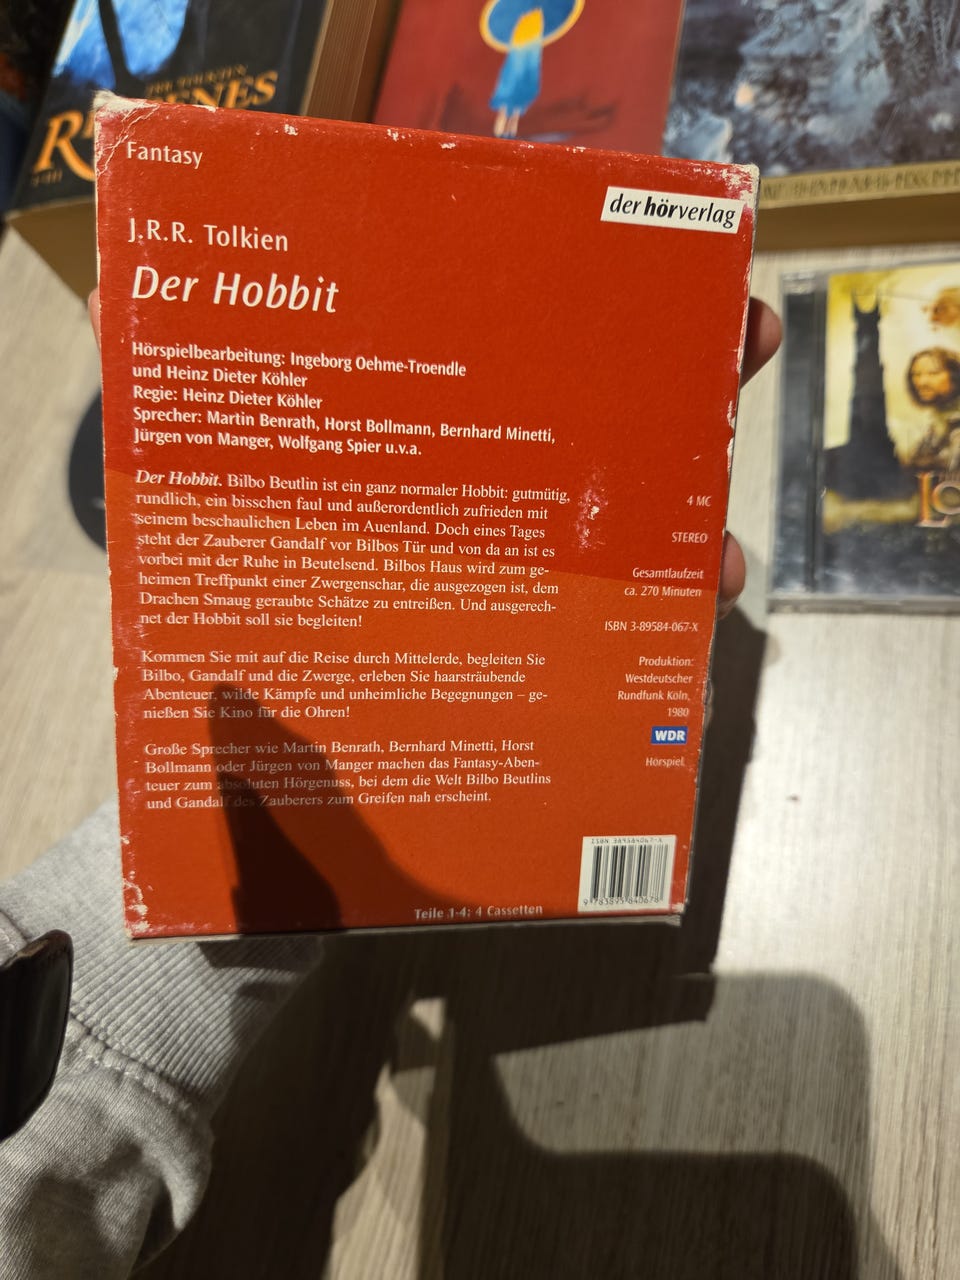 Fantasy
der hörverlag
J.R.R. Tolkien
Der Hobbit
Hörspielbearbeitung: Ingeborg Oehme-Troendle
und Heinz Dieter Köhler
Regie: Heinz Dieter Köhler
Sprecher: Martin Benrath, Horst Bollmann, Bernhard Minetti,
Jürgen von Manger, Wolfgang Spier u.v.a.
Der Hobbit. Bilbo Beutlin ist ein ganz normaler Hobbit: gutmütig,
rundlich, ein bisschen faul und außerordentlich zufrieden mit
seinem beschaulichen Leben im Auenland. Doch eines Tages
steht der Zauberer Gandalf vor Bilbos Tür und von da an ist es
vorbei mit der Ruhe in Beutelsend. Bilbos Haus wird zum ge-
heimen Treffpunkt einer Zwergenschar, die ausgezogen ist, dem
Drachen Smaug geraubte Schätze zu entreißen. Und ausgerech-
net der Hobbit soll sie begleiten!
Kommen Sie mit auf die Reise durch Mittelerde, begleiten Sie
Bilbo, Gandalf und die Zwerge, erleben Sie haarsträubende
Abenteuer, wilde Kämpfe und unheimliche Begegnungen – ge-
nießen Sie Kino für die Ohren!
Große Sprecher wie Martin Benrath, Bernhard Minetti, Horst
Bollmann oder Jürgen von Manger machen das Fantasy-Aben-
teuer zum absoluten Hörgenuss, bei dem die Welt Bilbo Beutlins
und Gandalf des Zauberers zum Greifen nah erscheint.
4 MC
STEREO
Gesamtlaufzeit
ca. 270 Minuten
ISBN 3-89584-067-X
Produktion:
Westdeutscher
Rundfunk Köln,
1980
WDR
Hörspiel
ISBN 389584067-X
9 783895 840678
Teile 1-4: 4 Cassetten